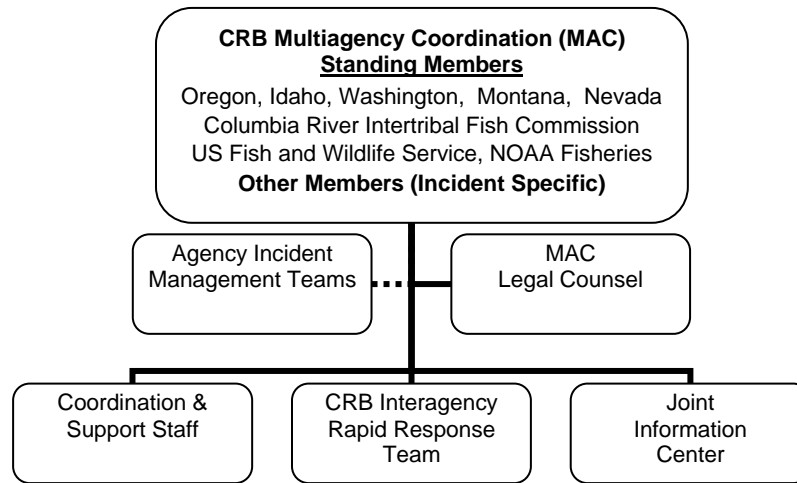 CRB Multiagency Coordination (MAC)
Standing Members
Oregon, Idaho, Washington, Montana, Nevada
Columbia River Intertribal Fish Commission
US Fish and Wildlife Service, NOAA Fisheries
Other Members (Incident Specific)
Agency Incident
Management Teams
MAC
Legal Counsel
Coordination &
Support Staff
CRB Interagency
Rapid Response
Team
Joint
Information
Center